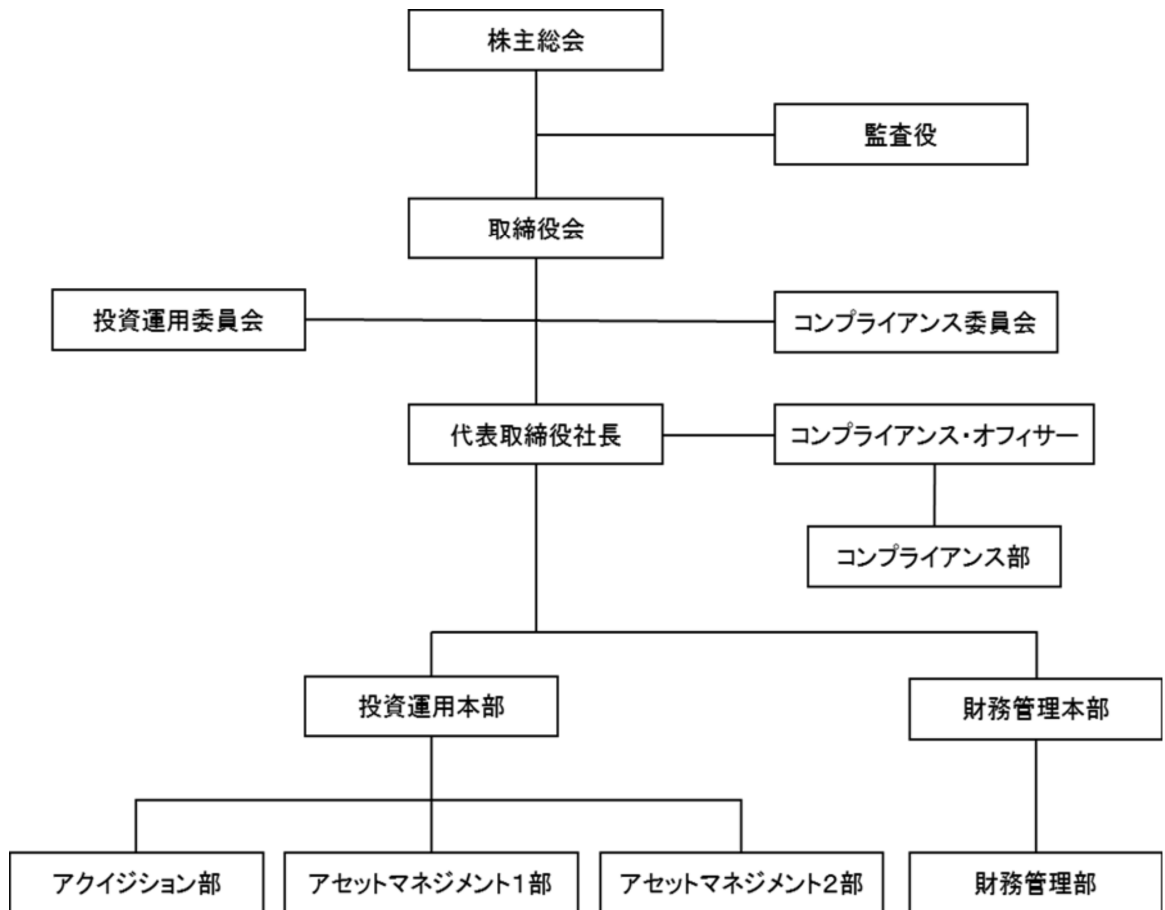 株主総会
監査役
取締役会
投資運用委員会
コンプライアンス委員会
代表取締役社長
コンプライアンス・オフィサー
コンプライアンス部
投資運用本部
財務管理本部
アクイジション部
アセットマネジメント1部
アセットマネジメント2部
財務管理部